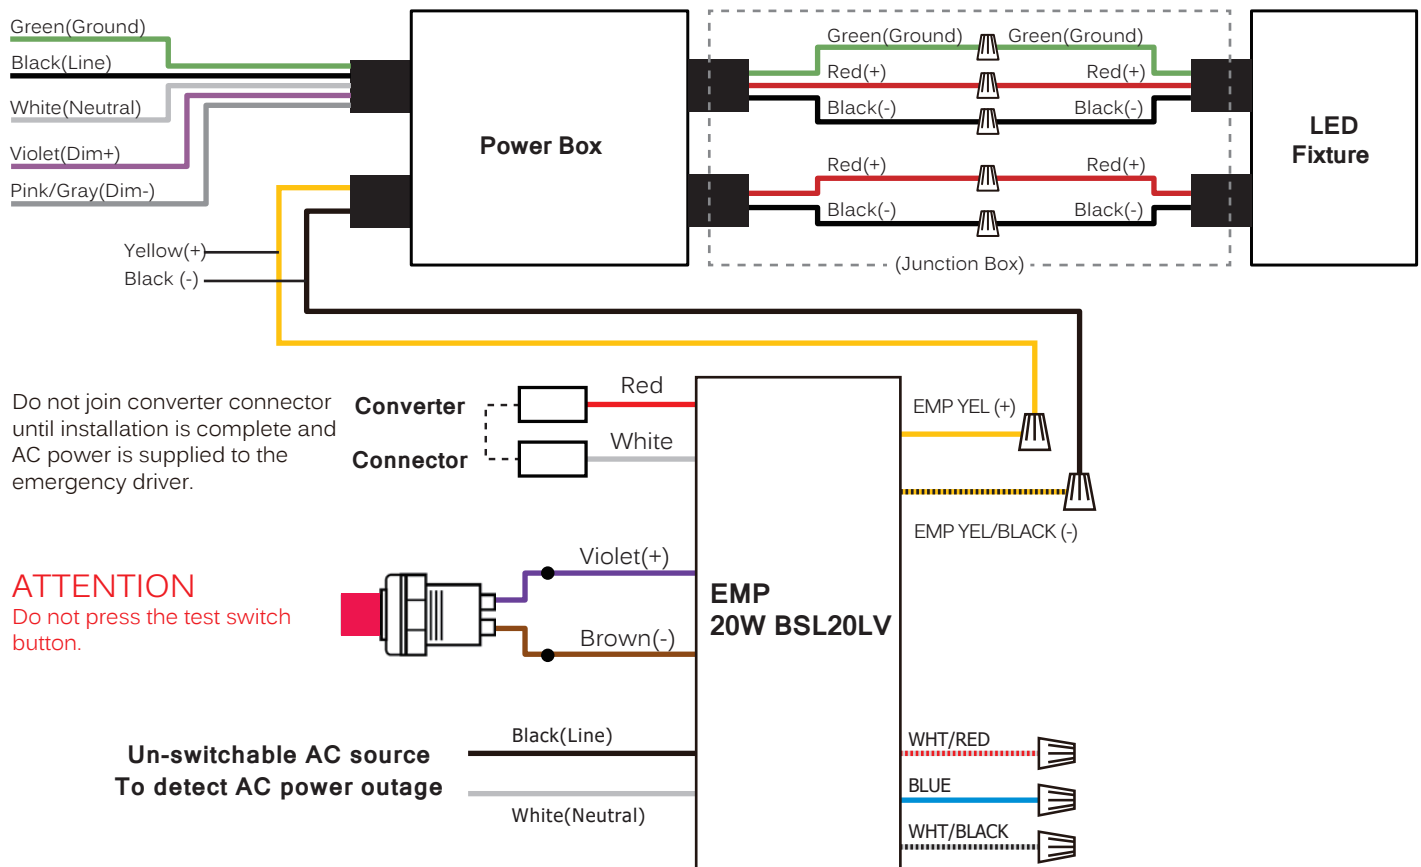 Green(Ground)
Black(Line)
White(Neutral)
Violet(Dim+)
Pink/Gray(Dim-)
Yellow(+)
Black (-)
Power Box
Green(Ground) Green(Ground)
Red(+) Red(+)
Black(-) Black(-)
Red(+) Red(+)
Black(-) Black(-)
(Junction Box)
LED
Fixture
Do not join converter connector
until installation is complete and
AC power is supplied to the
emergency driver.
Converter
Connector
Red
White
ATTENTION
Do not press the test switch
button.
Violet(+)
Brown(-)
Un-switchable AC source
To detect AC power outage
Black(Line)
White(Neutral)
EMP
20W BSL20LV
EMP YEL (+)
EMP YEL/BLACK (-)
WHT/RED
BLUE
WHT/BLACK